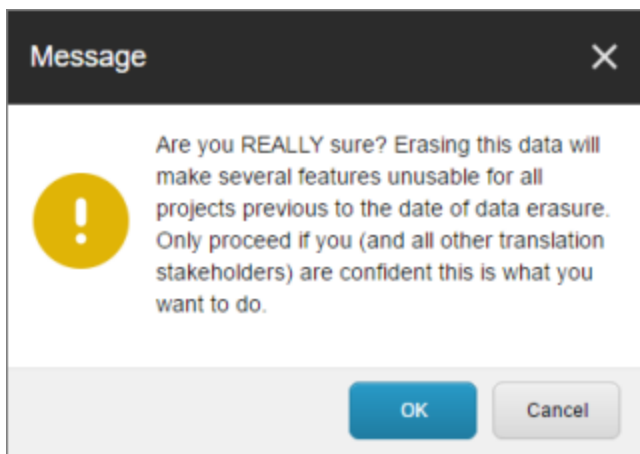 Message
Are you REALLY sure? Erasing this data will
make several features unusable for all
projects previous to the date of data erasure.
Only proceed if you (and all other translation
stakeholders) are confident this is what you
want to do.
OK
Cancel